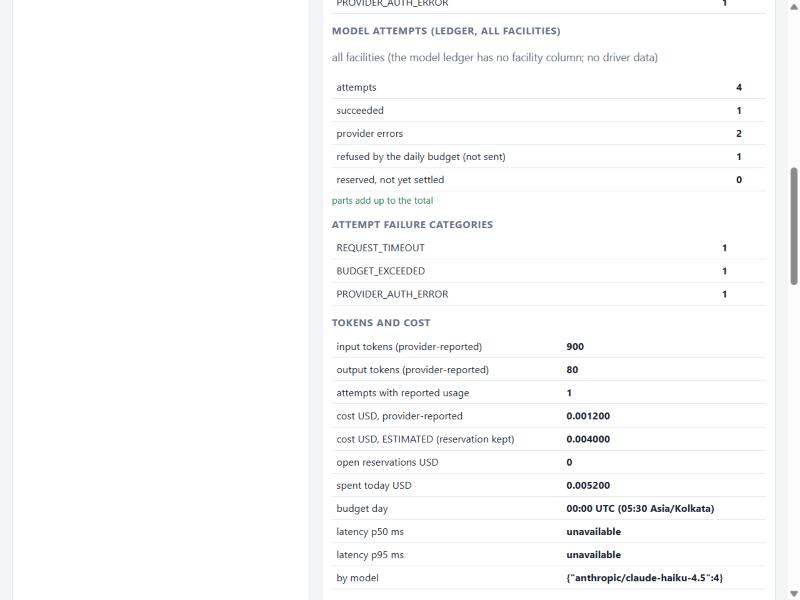 PROVIDER_AUTH_ERROR 1
MODEL ATTEMPTS (LEDGER, ALL FACILITIES)
all facilities (the model ledger has no facility column; no driver data)
attempts 4
succeeded 1
provider errors 2
refused by the daily budget (not sent) 1
reserved, not yet settled 0
parts add up to the total
ATTEMPT FAILURE CATEGORIES
REQUEST_TIMEOUT 1
BUDGET_EXCEEDED 1
PROVIDER_AUTH_ERROR 1
TOKENS AND COST
input tokens (provider-reported) 900
output tokens (provider-reported) 80
attempts with reported usage 1
cost USD, provider-reported 0.001200
cost USD, ESTIMATED (reservation kept) 0.004000
open reservations USD 0
spent today USD 0.005200
budget day 00:00 UTC (05:30 Asia/Kolkata)
latency p50 ms unavailable
latency p95 ms unavailable
by model {"anthropic/claude-haiku-4.5":4}